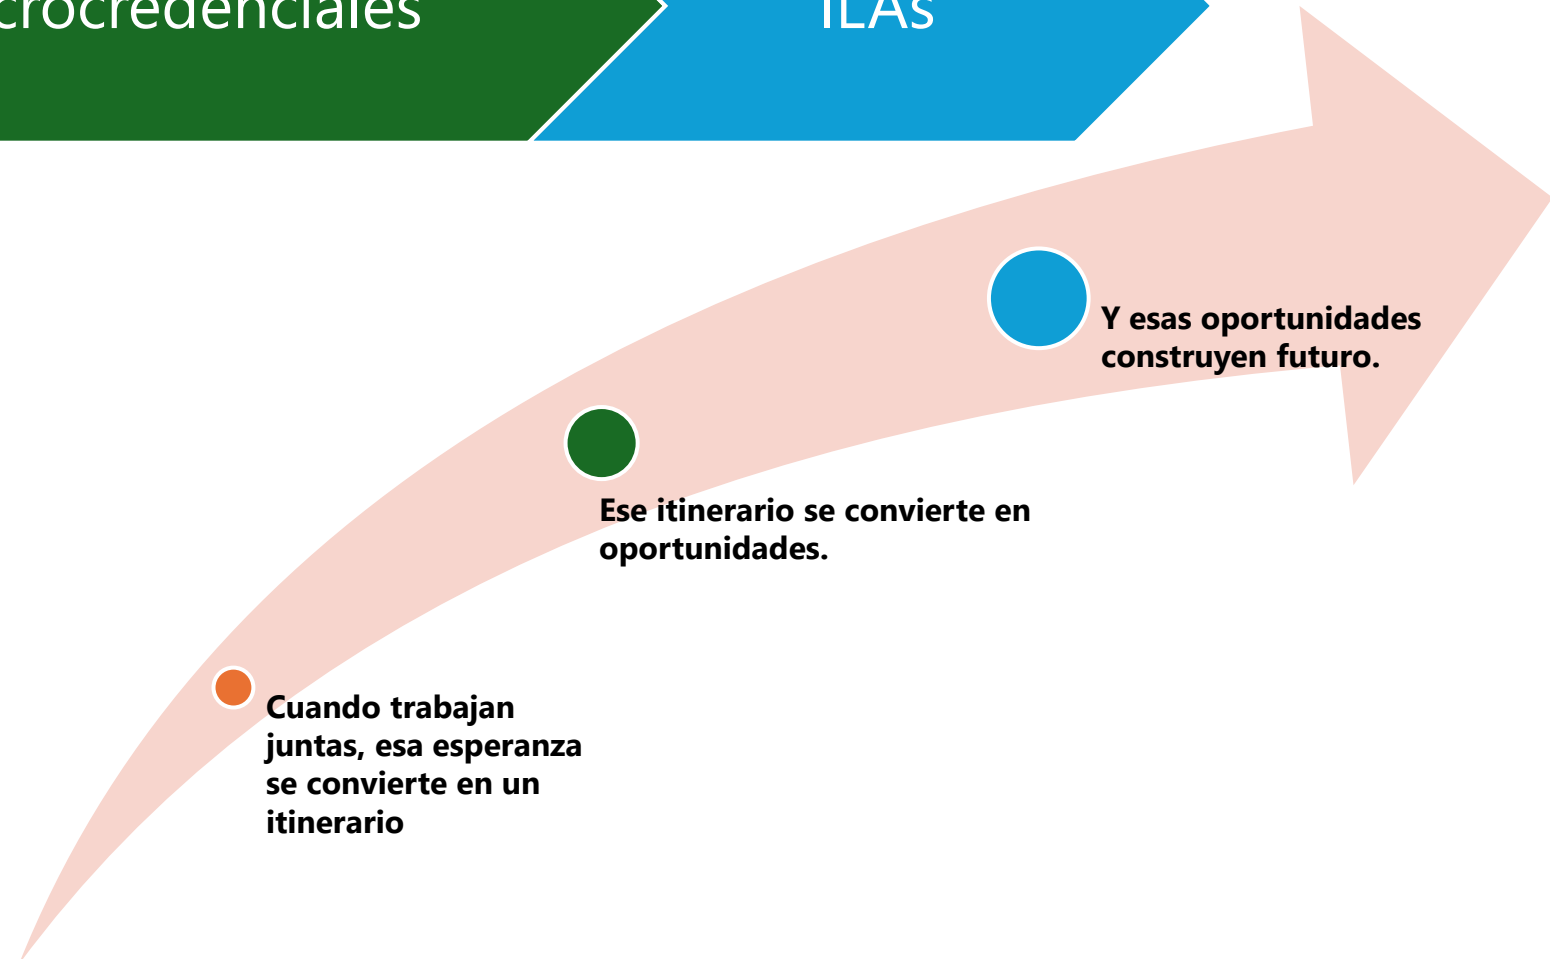 crocredenciales
ILAs
Y esas oportunidades
construyen futuro.
Ese itinerario se convierte en
oportunidades.
Cuando trabajan
juntas, esa esperanza
se convierte en un
itinerario